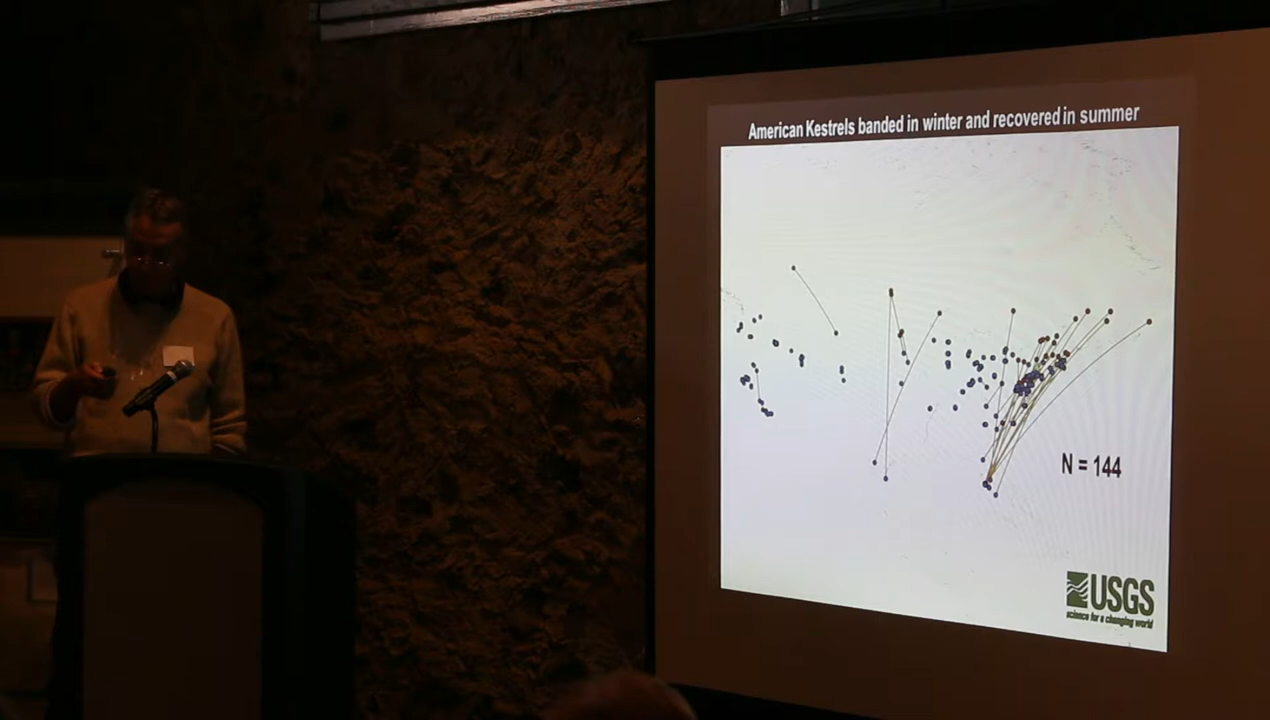 American Kestrels banded in winter and recovered in summer
N = 144
USGS
science for a changing world